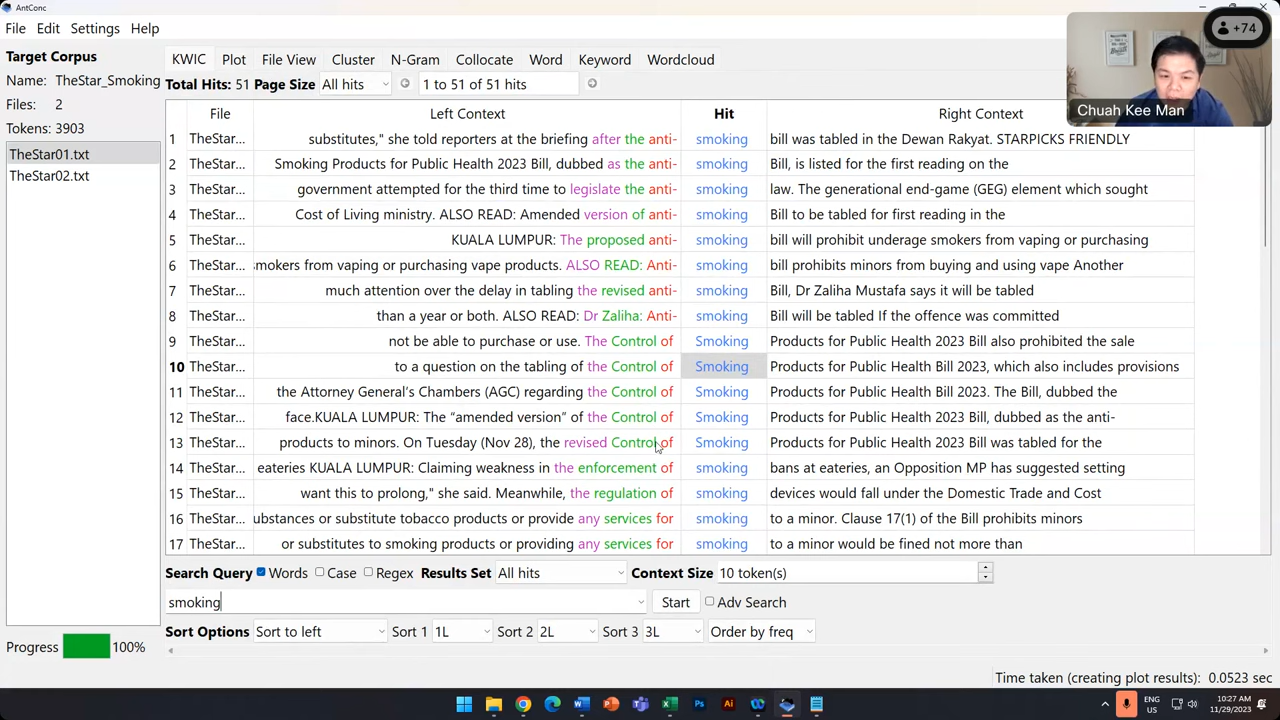 AntConc
File Edit Settings Help
+74
Chuah Kee Man
Target Corpus
Name: TheStar_Smoking
Files: 2
Tokens: 3903
TheStar01.txt
TheStar02.txt
Progress 100%
KWIC Plot File View Cluster N-Gram Collocate Word Keyword Wordcloud
Total Hits: 51 Page Size All hits 1 to 51 of 51 hits
File Left Context Hit Right Context
1 TheStar... substitutes," she told reporters at the briefing after the anti- smoking bill was tabled in the Dewan Rakyat. STARPICKS FRIENDLY
2 TheStar... Smoking Products for Public Health 2023 Bill, dubbed as the anti- smoking Bill, is listed for the first reading on the
3 TheStar... government attempted for the third time to legislate the anti- smoking law. The generational end-game (GEG) element which sought
4 TheStar... Cost of Living ministry. ALSO READ: Amended version of anti- smoking Bill to be tabled for first reading in the
5 TheStar... KUALA LUMPUR: The proposed anti- smoking bill will prohibit underage smokers from vaping or purchasing
6 TheStar... smokers from vaping or purchasing vape products. ALSO READ: Anti- smoking bill prohibits minors from buying and using vape Another
7 TheStar... much attention over the delay in tabling the revised anti- smoking Bill, Dr Zaliha Mustafa says it will be tabled
8 TheStar... than a year or both. ALSO READ: Dr Zaliha: Anti- smoking Bill will be tabled If the offence was committed
9 TheStar... not be able to purchase or use. The Control of Smoking Products for Public Health 2023 Bill also prohibited the sale
10 TheStar... to a question on the tabling of the Control of Smoking Products for Public Health Bill 2023, which also includes provisions
11 TheStar... the Attorney General’s Chambers (AGC) regarding the Control of Smoking Products for Public Health 2023. The Bill, dubbed the
12 TheStar... face.KUALA LUMPUR: The “amended version” of the Control of Smoking Products for Public Health 2023 Bill, dubbed as the anti-
13 TheStar... products to minors. On Tuesday (Nov 28), the revised Control of Smoking Products for Public Health 2023 Bill was tabled for the
14 TheStar... eateries KUALA LUMPUR: Claiming weakness in the enforcement of smoking bans at eateries, an Opposition MP has suggested setting
15 TheStar... want this to prolong," she said. Meanwhile, the regulation of smoking devices would fall under the Domestic Trade and Cost
16 TheStar... ubstances or substitute tobacco products or provide any services for smoking to a minor. Clause 17(1) of the Bill prohibits minors
17 TheStar... or substitutes to smoking products or providing any services for smoking to a minor would be fined not more than
Search Query Words Case Regex Results Set All hits Context Size 10 token(s)
smoking Start Adv Search
Sort Options Sort to left Sort 1 1L Sort 2 2L Sort 3 3L Order by freq
Time taken (creating plot results): 0.0523 sec
ENG
US
10:27 AM
11/29/2023